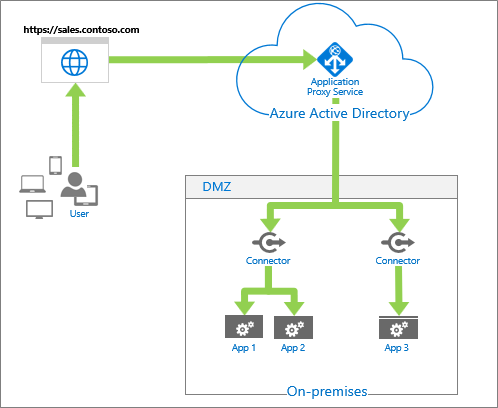 https://sales.contoso.com
Application
Proxy Service
Azure Active Directory
User
DMZ
Connector
Connector
App 1
App 2
App 3
On-premises